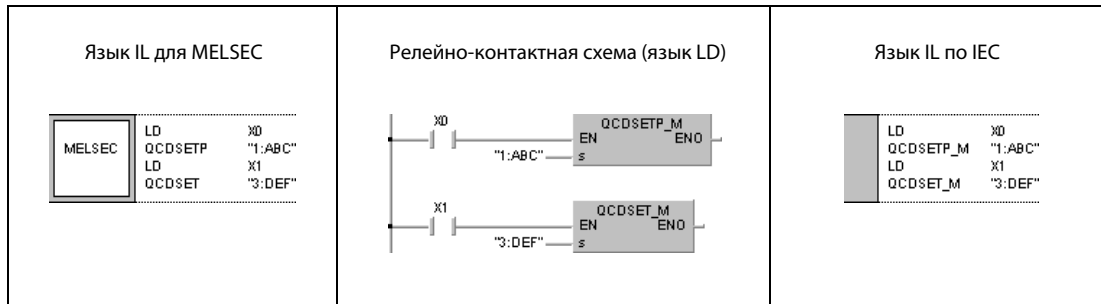 Язык IL для MELSEC
MELSEC
LD X0
QCDSETP "1:ABC"
LD X1
QCDSET "3:DEF"
Релейно-контактная схема (язык LD)
X0
QCDSETP_M
EN ENO
"1:ABC" s
X1
QCDSET_M
EN ENO
"3:DEF" s
Язык IL по IEC
LD X0
QCDSETP_M "1:ABC"
LD X1
QCDSET_M "3:DEF"